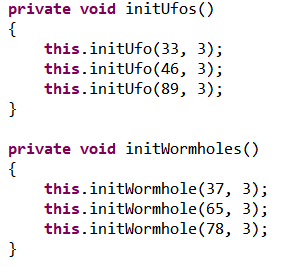 private void initUfos()
{
    this.initUfo(33, 3);
    this.initUfo(46, 3);
    this.initUfo(89, 3);
}

private void initWormholes()
{
    this.initWormhole(37, 3);
    this.initWormhole(65, 3);
    this.initWormhole(78, 3);
}